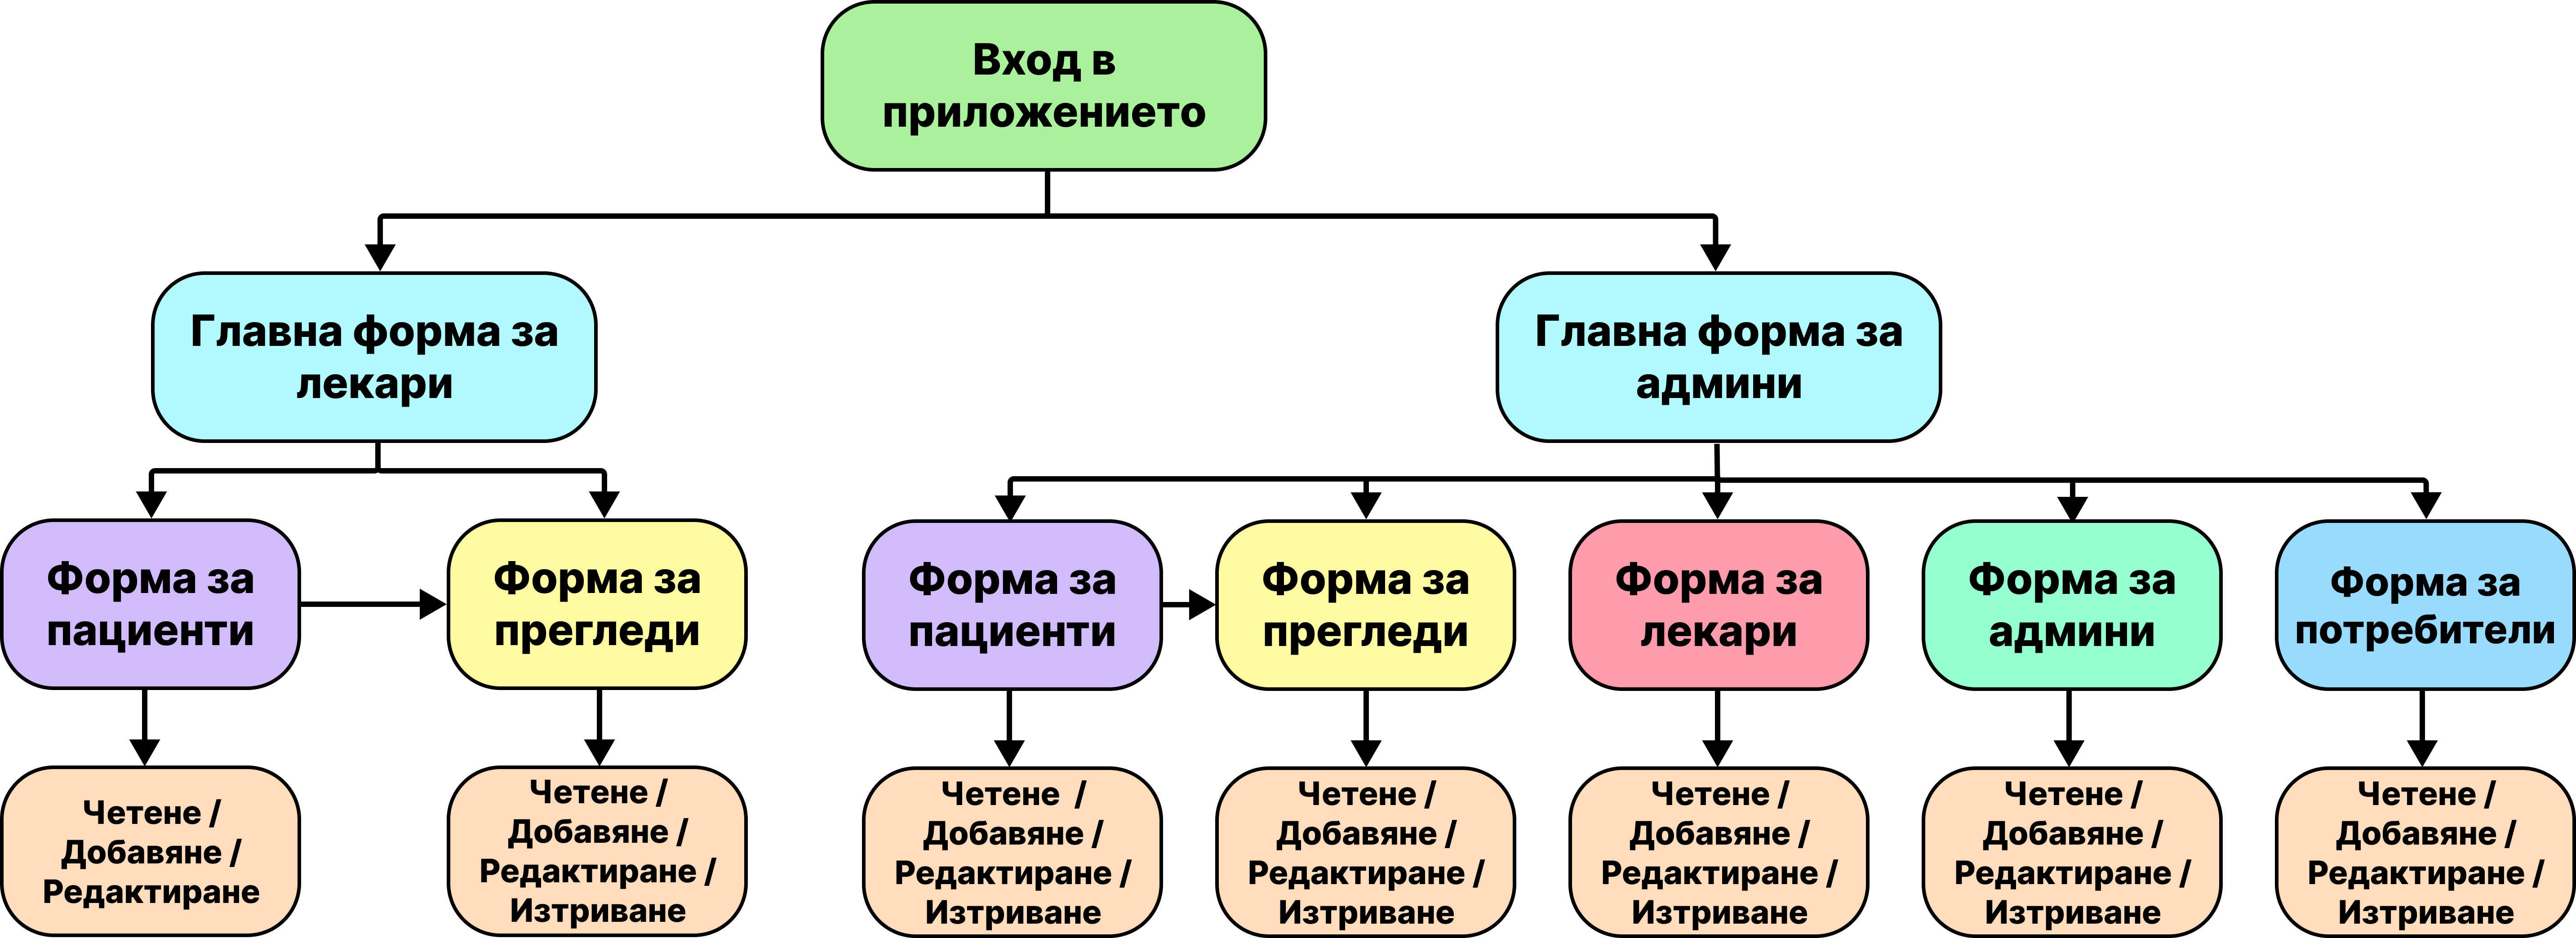 Вход в
приложението
Главна форма за
лекари
Главна форма за
админи
Форма за
пациенти
Форма за
прегледи
Форма за
пациенти
Форма за
прегледи
Форма за
лекари
Форма за
админи
Форма за
потребители
Четене /
Добавяне /
Редактиране
Четене /
Добавяне /
Редактиране /
Изтриване
Четене /
Добавяне /
Редактиране /
Изтриване
Четене /
Добавяне /
Редактиране /
Изтриване
Четене /
Добавяне /
Редактиране /
Изтриване
Четене /
Добавяне /
Редактиране /
Изтриване
Четене /
Добавяне /
Редактиране /
Изтриване